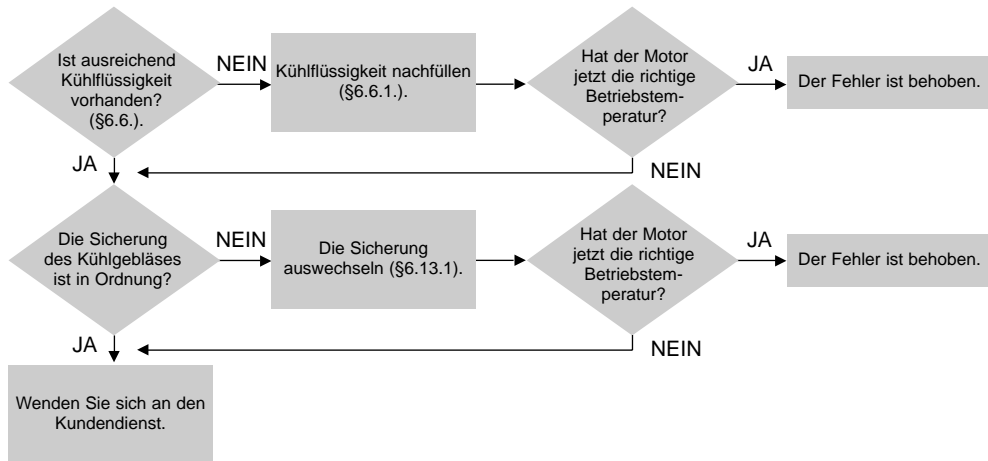 Ist ausreichend
Kühlflüssigkeit
vorhanden?
(§6.6.).
NEIN
Kühlflüssigkeit nachfüllen
(§6.6.1.).
Hat der Motor
jetzt die richtige
Betriebstem-
peratur?
JA
Der Fehler ist behoben.
JA
NEIN
Die Sicherung
des Kühlgebläses
ist in Ordnung?
NEIN
Die Sicherung
auswechseln (§6.13.1).
Hat der Motor
jetzt die richtige
Betriebstem-
peratur?
JA
Der Fehler ist behoben.
JA
NEIN
Wenden Sie sich an den
Kundendienst.